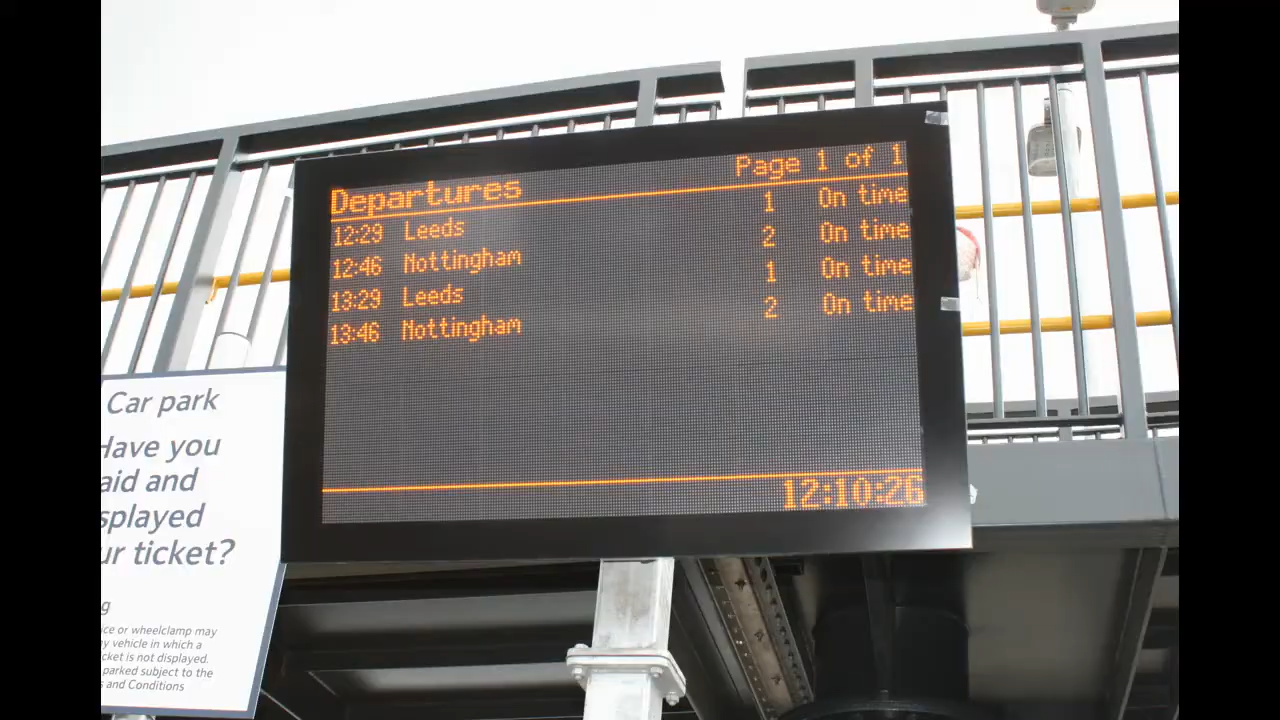 Departures Page 1 of 1
12:29 Leeds 1 On time
12:46 Nottingham 2 On time
13:29 Leeds 1 On time
13:46 Nottingham 2 On time
12:10:26
Car park
Have you
aid and
splayed
ur ticket?
g
ice or wheelclamp may
ny vehicle in which a
cket is not displayed.
parked subject to the
s and Conditions